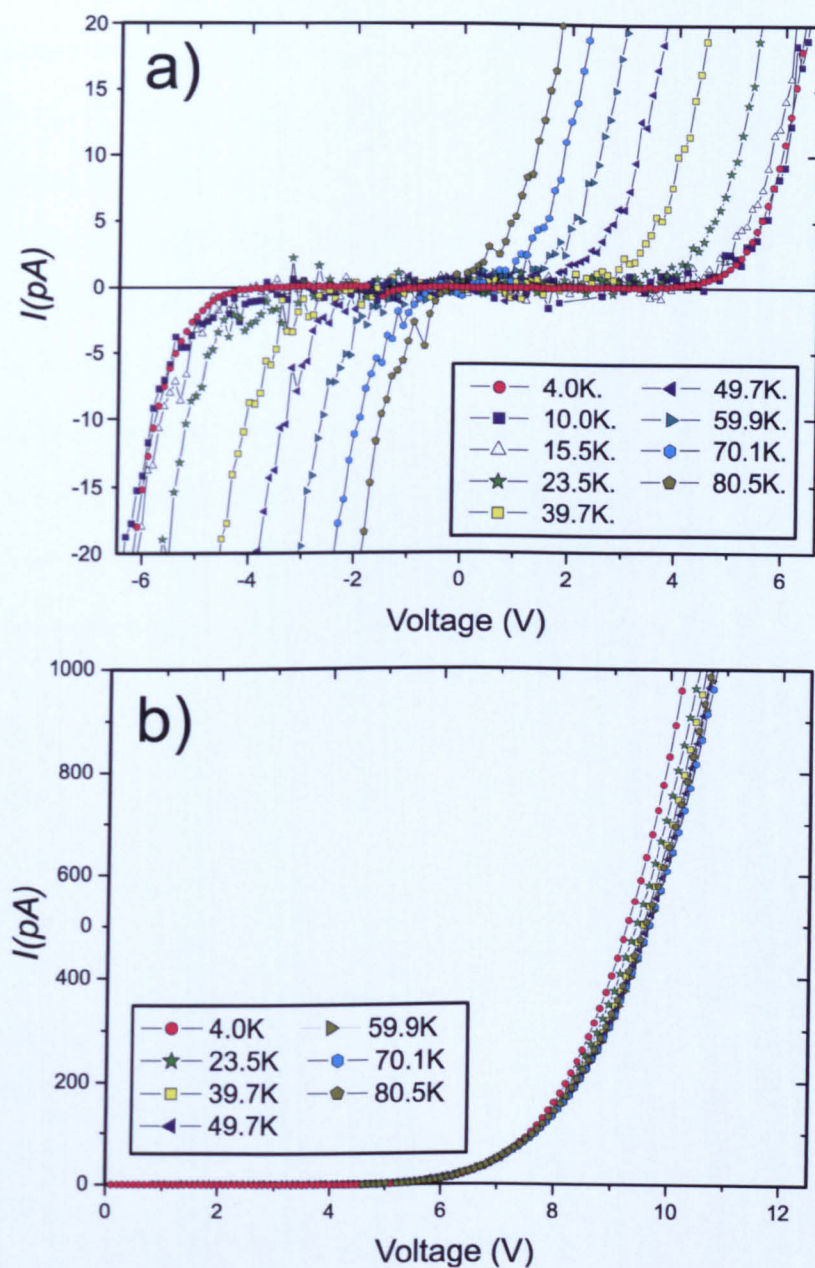 a)
20
15
10
5
0
-5
-10
-15
-20
I(pA)
4.0K.
10.0K.
15.5K.
23.5K.
39.7K.
49.7K.
59.9K.
70.1K.
80.5K.
-6
-4
-2
0
2
4
6
Voltage (V)
b)
1000
800
600
0
400
200
0
I(pA)
4.0K
23.5K
39.7K
49.7K
59.9K
70.1K
80.5K
0
2
4
6
8
10
12
Voltage (V)